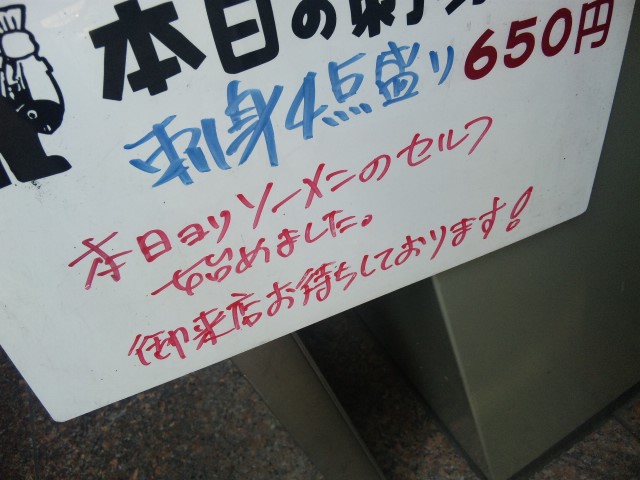 本日の刺身
刺身4点盛り650円
本日ヨリソーメンのセルフ
始めました。
御来店お待ちしております!